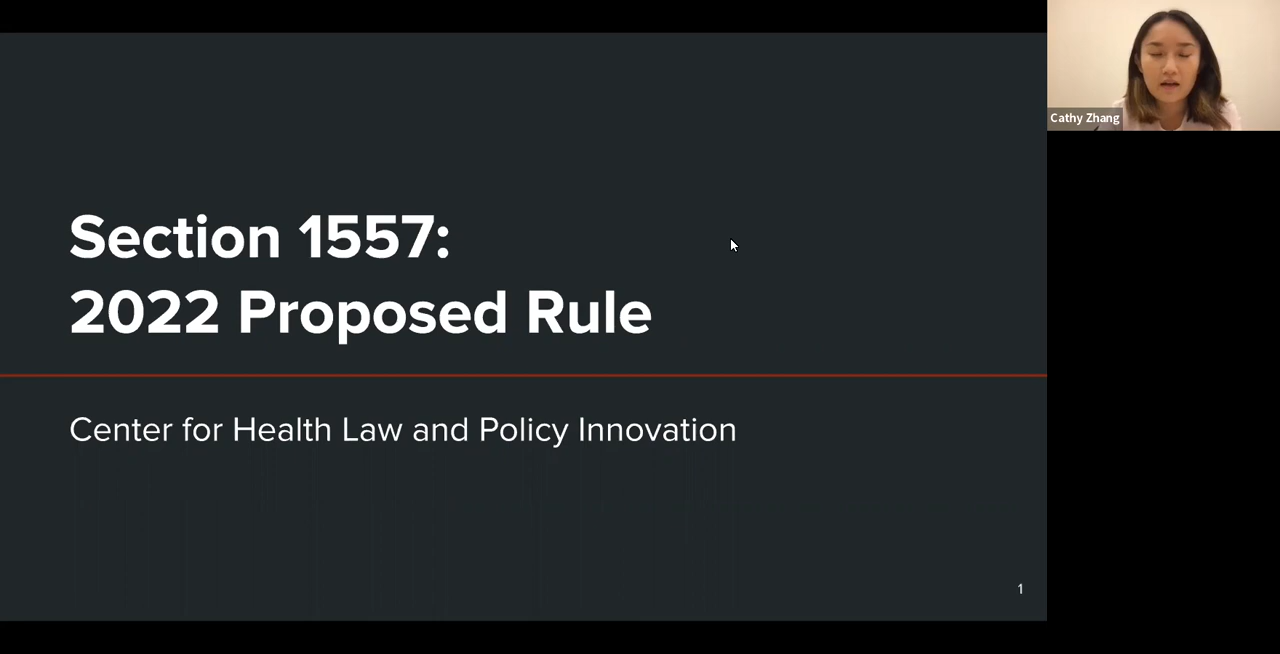 Section 1557:
2022 Proposed Rule
Center for Health Law and Policy Innovation
1
Cathy Zhang